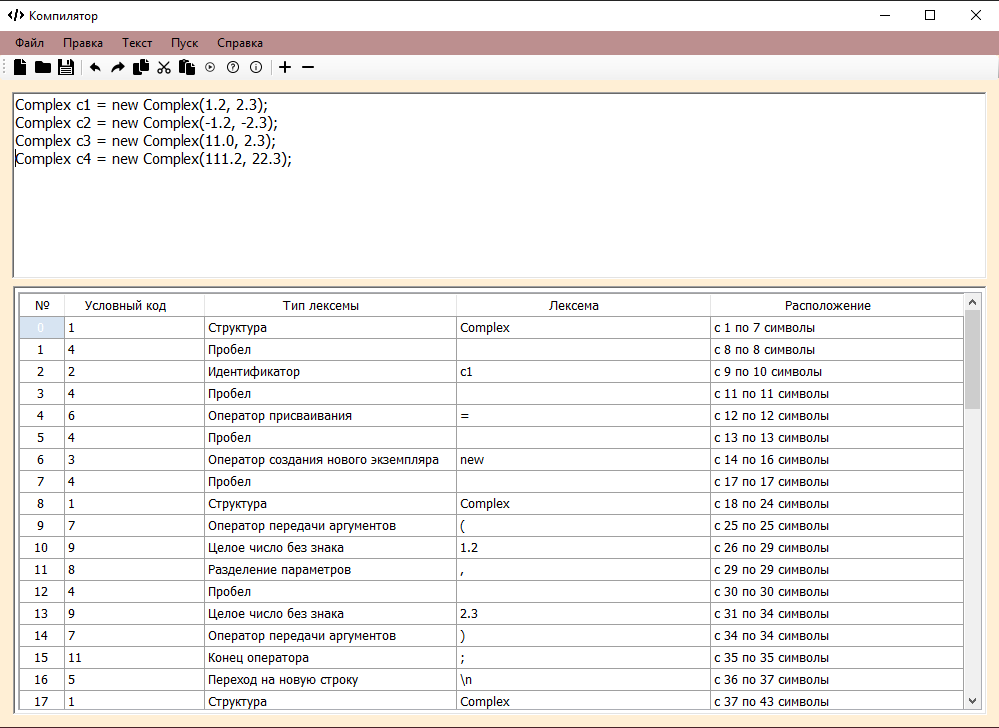 Компилятор
Файл Правка Текст Пуск Справка
Complex c1 = new Complex(1.2, 2.3);
Complex c2 = new Complex(-1.2, -2.3);
Complex c3 = new Complex(11.0, 2.3);
Complex c4 = new Complex(111.2, 22.3);
№ Условный код Тип лексемы Лексема Расположение
0 1 Структура Complex с 1 по 7 символы
1 4 Пробел с 8 по 8 символы
2 2 Идентификатор c1 с 9 по 10 символы
3 4 Пробел с 11 по 11 символы
4 6 Оператор присваивания = с 12 по 12 символы
5 4 Пробел с 13 по 13 символы
6 3 Оператор создания нового экземпляра new с 14 по 16 символы
7 4 Пробел с 17 по 17 символы
8 1 Структура Complex с 18 по 24 символы
9 7 Оператор передачи аргументов ( с 25 по 25 символы
10 9 Целое число без знака 1.2 с 26 по 29 символы
11 8 Разделение параметров , с 29 по 29 символы
12 4 Пробел с 30 по 30 символы
13 9 Целое число без знака 2.3 с 31 по 34 символы
14 7 Оператор передачи аргументов ) с 34 по 34 символы
15 11 Конец оператора ; с 35 по 35 символы
16 5 Переход на новую строку \n с 36 по 37 символы
17 1 Структура Complex с 37 по 43 символы